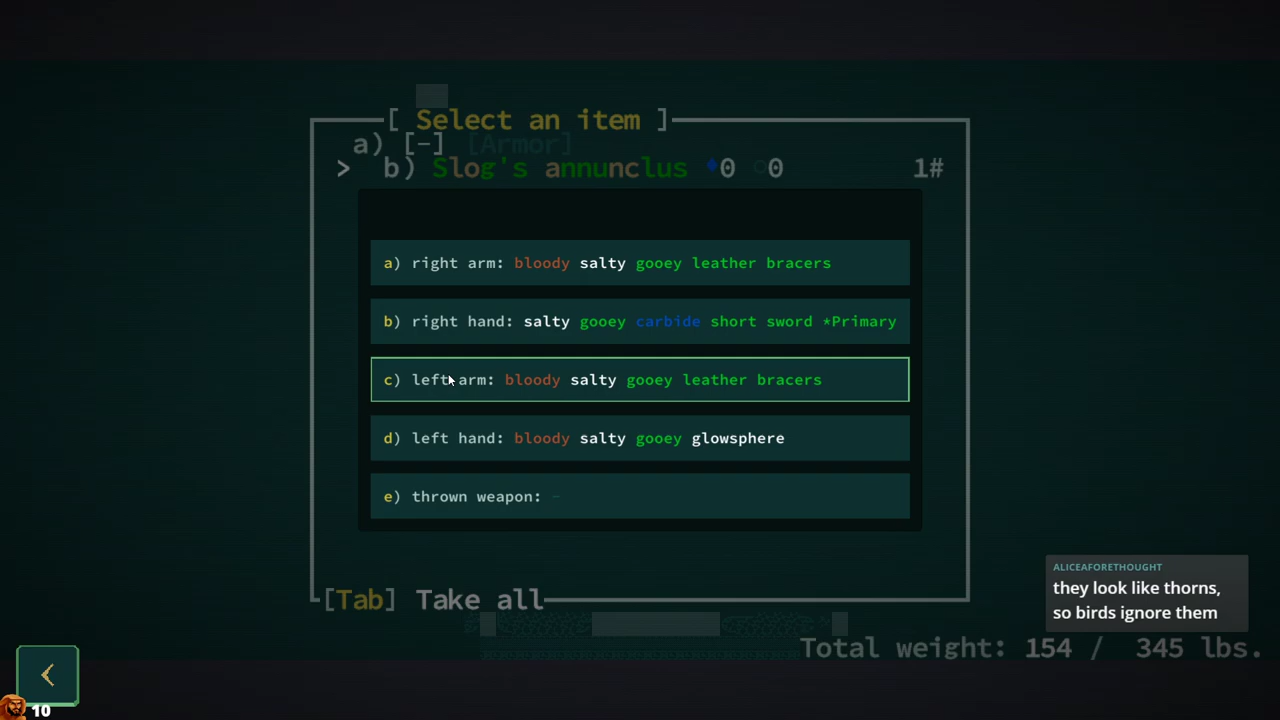 [ Select an item ]
a) [-] [Armor]
> b) Slog's annunclus ♦0 ○0 1#
a) right arm: bloody salty gooey leather bracers
b) right hand: salty gooey carbide short sword *Primary
c) left arm: bloody salty gooey leather bracers
d) left hand: bloody salty gooey glowsphere
e) thrown weapon: -
ALICEAFORETHOUGHT
they look like thorns,
so birds ignore them
[Tab] Take all
Total weight: 154 / 345 lbs.
10